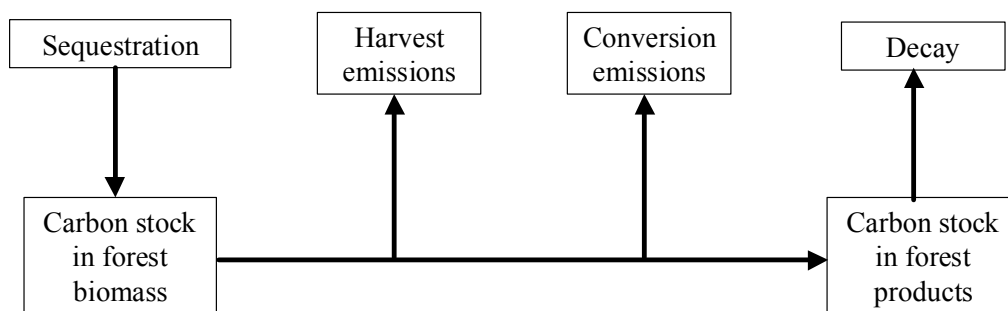 Sequestration
Harvest
emissions
Conversion
emissions
Decay
Carbon stock
in forest
biomass
Carbon stock
in forest
products